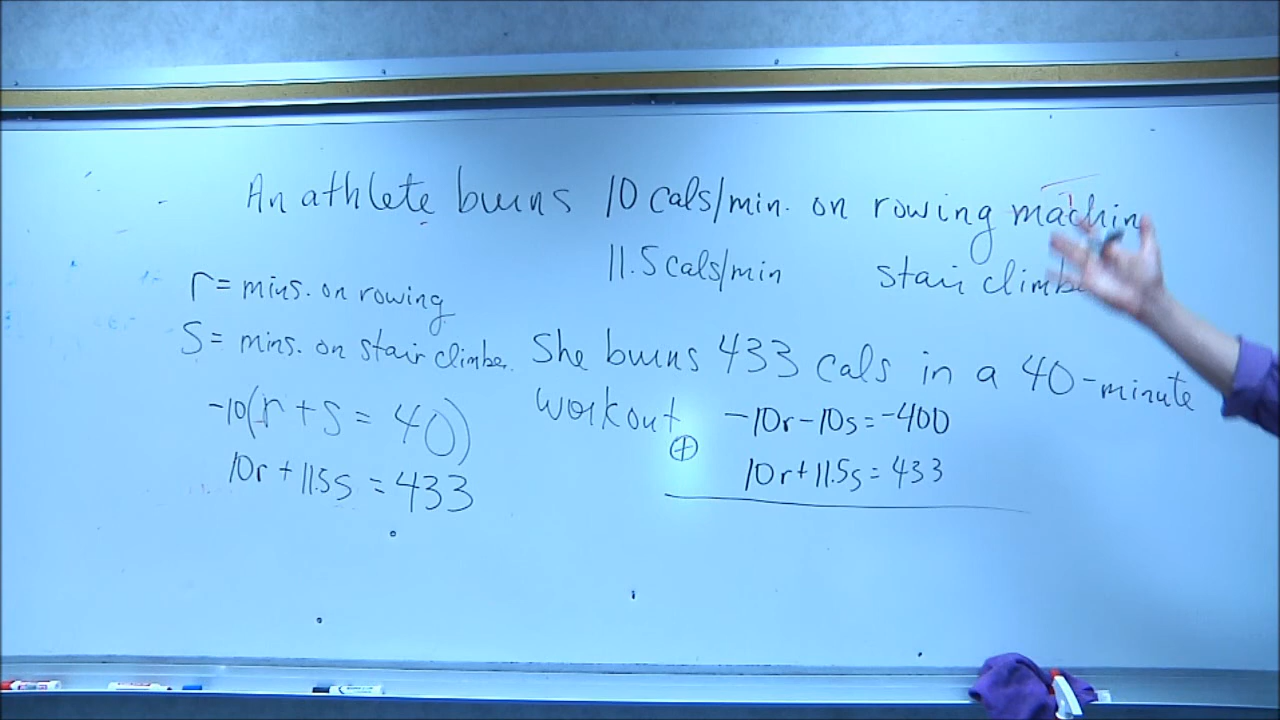 An athlete burns 10 cals/min. on rowing machin
11.5 cals/min stair climbe
r = mins. on rowing
s = mins. on stair climber.
She burns 433 cals in a 40-minute
workout
-10(r + s = 40)
10r + 11.5s = 433
-10r - 10s = -400
⊕
10r + 11.5s = 433